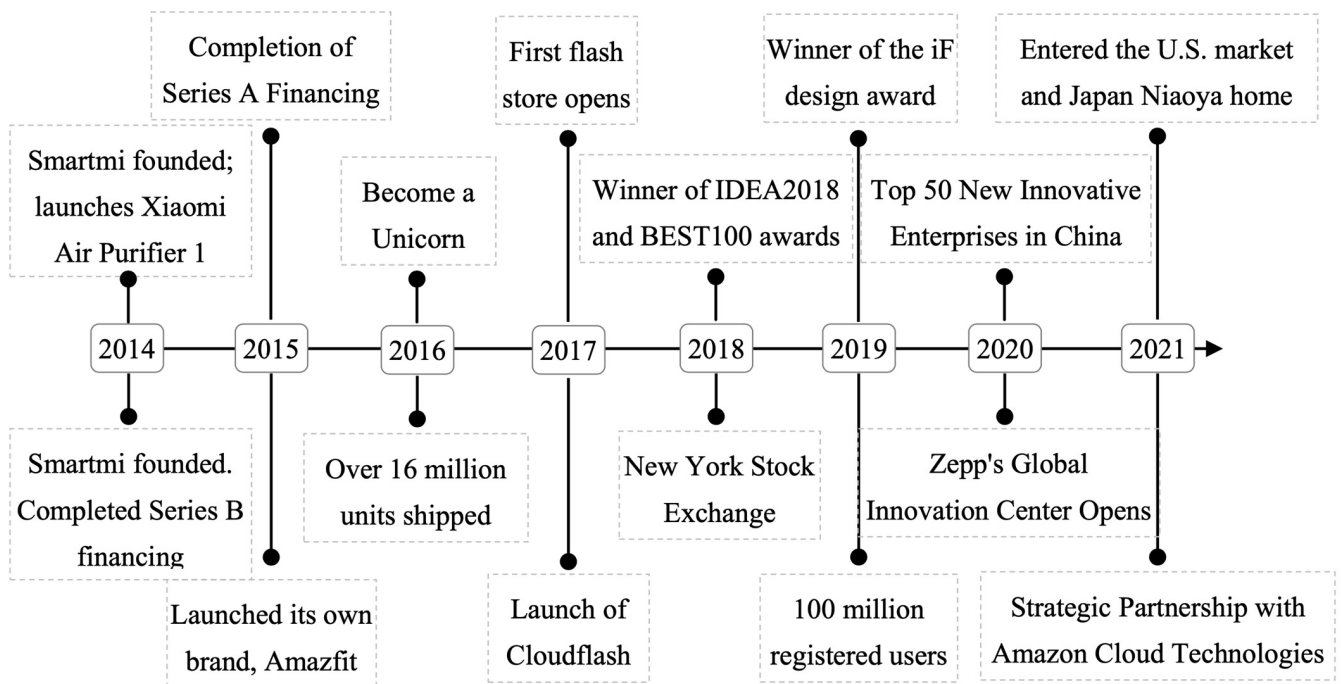 Completion of
Series A Financing
First flash
store opens
Winner of the iF
design award
Entered the U.S. market
and Japan Niaoya home
Smartmi founded;
launches Xiaomi
Air Purifier 1
Become a
Unicorn
Winner of IDEA2018
and BEST100 awards
Top 50 New Innovative
Enterprises in China
2014
2015
2016
2017
2018
2019
2020
2021
Smartmi founded.
Completed Series B
financing
Over 16 million
units shipped
New York Stock
Exchange
Zepp's Global
Innovation Center Opens
Launched its own
brand, Amazfit
Launch of
Cloudflash
100 million
registered users
Strategic Partnership with
Amazon Cloud Technologies